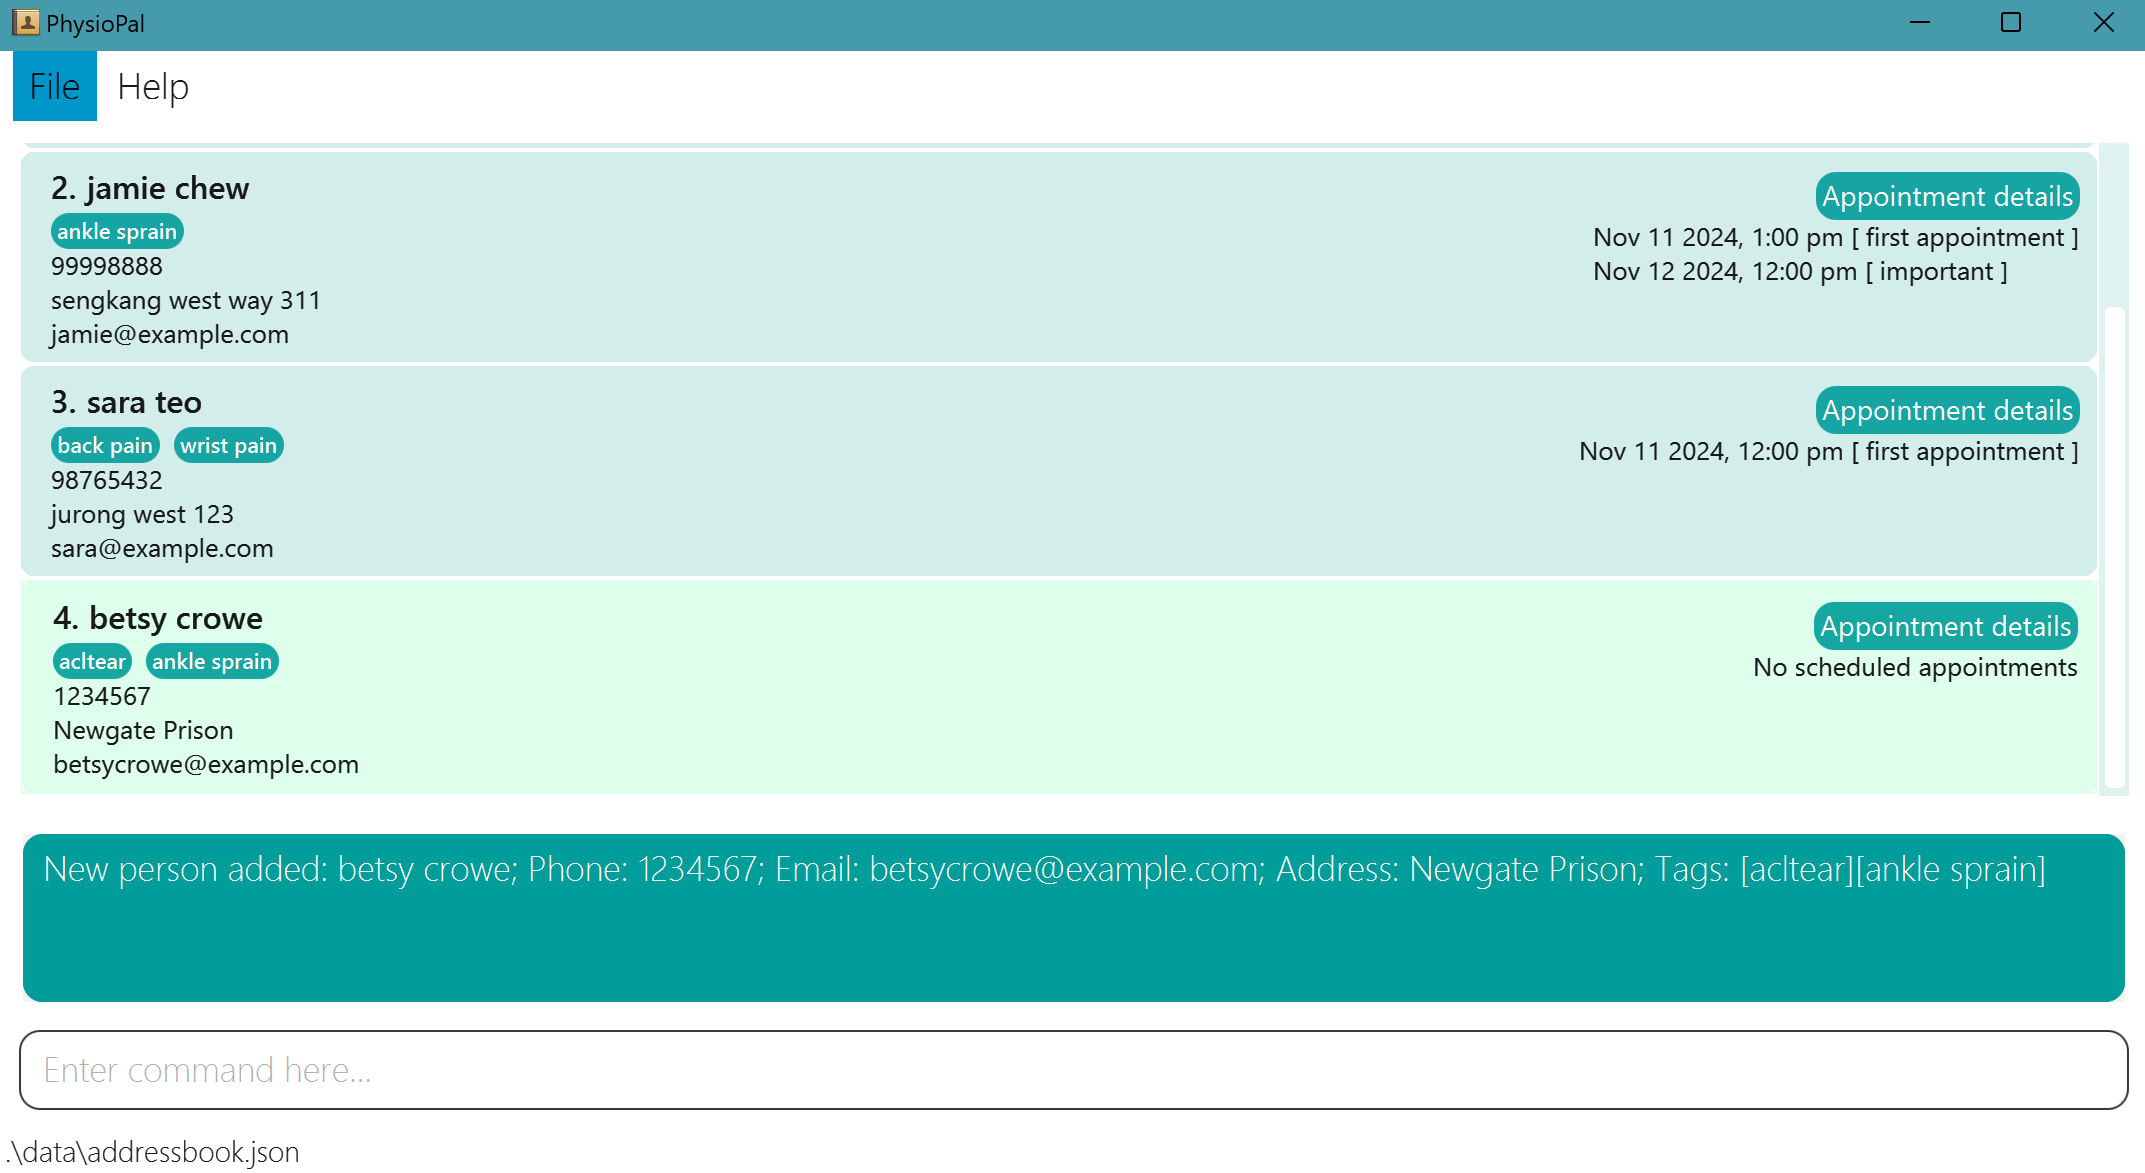 PhysioPal
File Help
2. jamie chew
ankle sprain
99998888
sengkang west way 311
jamie@example.com
Appointment details
Nov 11 2024, 1:00 pm [ first appointment ]
Nov 12 2024, 12:00 pm [ important ]
3. sara teo
back pain wrist pain
98765432
jurong west 123
sara@example.com
Appointment details
Nov 11 2024, 12:00 pm [ first appointment ]
4. betsy crowe
acltear ankle sprain
1234567
Newgate Prison
betsycrowe@example.com
Appointment details
No scheduled appointments
New person added: betsy crowe; Phone: 1234567; Email: betsycrowe@example.com; Address: Newgate Prison; Tags: [acltear][ankle sprain]
Enter command here...
.\data\addressbook.json